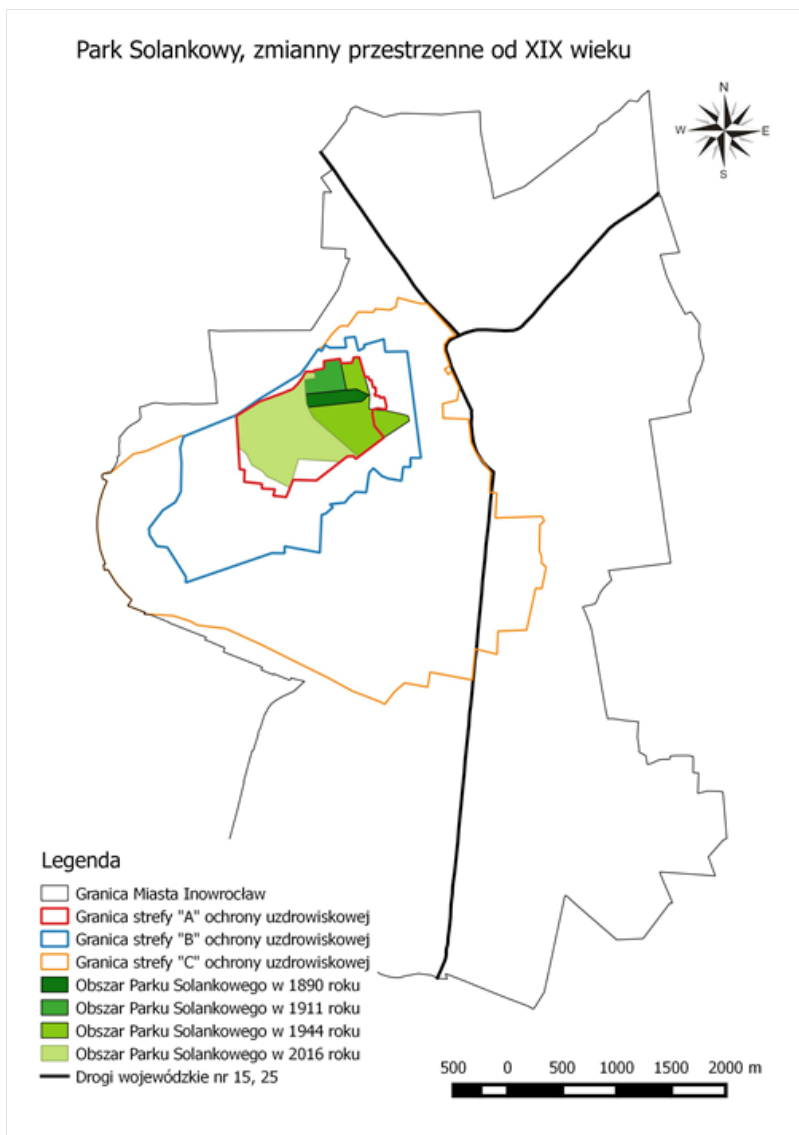 Park Solankowy, zmianny przestrzenne od XIX wieku
N
W E
S
Legenda
Granica Miasta Inowrocław
Granica strefy "A" ochrony uzdrowiskowej
Granica strefy "B" ochrony uzdrowiskowej
Granica strefy "C" ochrony uzdrowiskowej
Obszar Parku Solankowego w 1890 roku
Obszar Parku Solankowego w 1911 roku
Obszar Parku Solankowego w 1944 roku
Obszar Parku Solankowego w 2016 roku
Drogi wojewódzkie nr 15, 25
500 0 500 1000 1500 2000 m